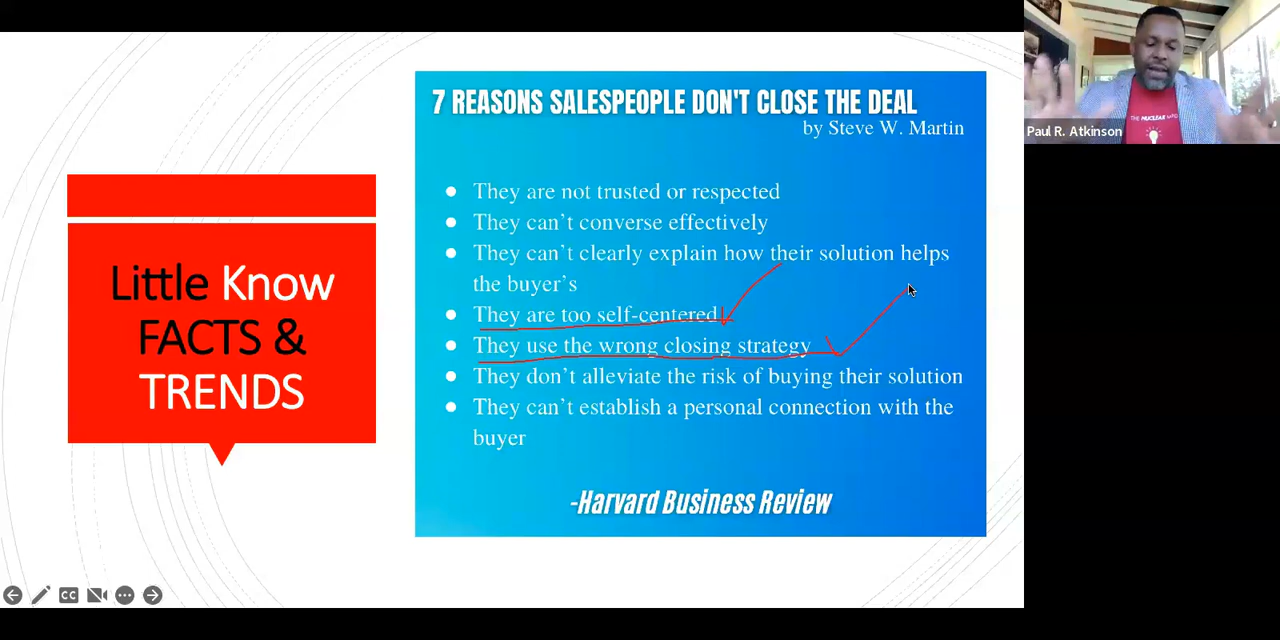 7 REASONS SALESPEOPLE DON'T CLOSE THE DEAL
by Steve W. Martin
Paul R. Atkinson
THE NUCLEAR
Little Know
FACTS &
TRENDS
● They are not trusted or respected
● They can't converse effectively
● They can't clearly explain how their solution helps
the buyer's
● They are too self-centered
● They use the wrong closing strategy
● They don't alleviate the risk of buying their solution
● They can't establish a personal connection with the
buyer
-Harvard Business Review
CC